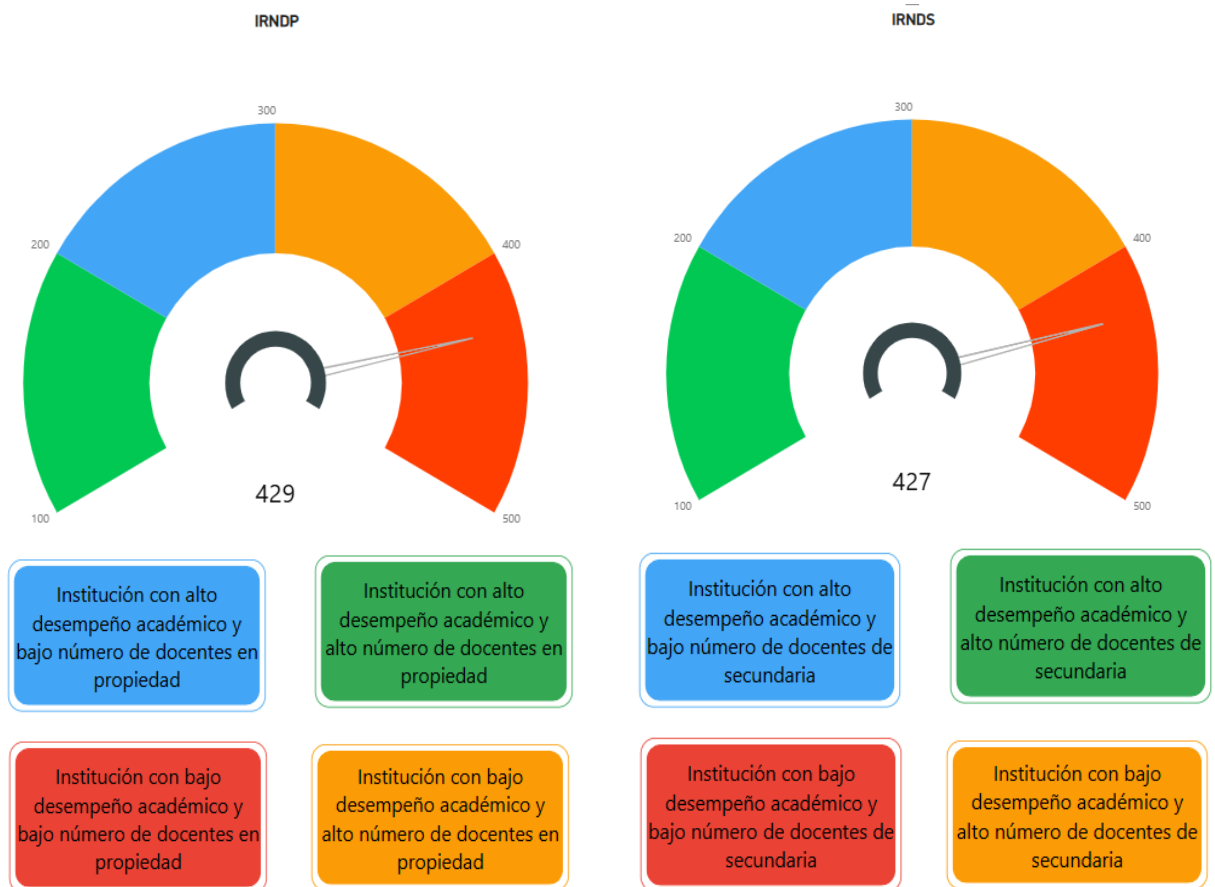 IRNDP
300
200
400
429
100
500
Institución con alto
desempeño académico y
bajo número de docentes en
propiedad
Institución con alto
desempeño académico y
alto número de docentes en
propiedad
Institución con bajo
desempeño académico y
bajo número de docentes en
propiedad
Institución con bajo
desempeño académico y
alto número de docentes en
propiedad
IRNDS
300
200
400
427
100
500
Institución con alto
desempeño académico y
bajo número de docentes de
secundaria
Institución con alto
desempeño académico y
alto número de docentes de
secundaria
Institución con bajo
desempeño académico y
bajo número de docentes de
secundaria
Institución con bajo
desempeño académico y
alto número de docentes de
secundaria